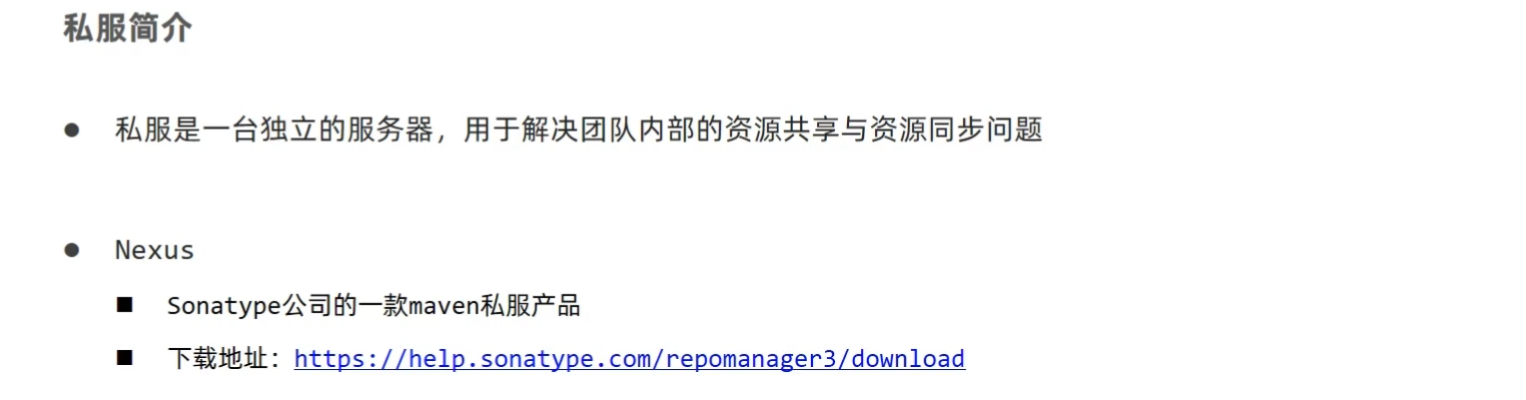 私服简介
● 私服是一台独立的服务器，用于解决团队内部的资源共享与资源同步问题
● Nexus
■ Sonatype公司的一款maven私服产品
■ 下载地址：https://help.sonatype.com/repomanager3/download